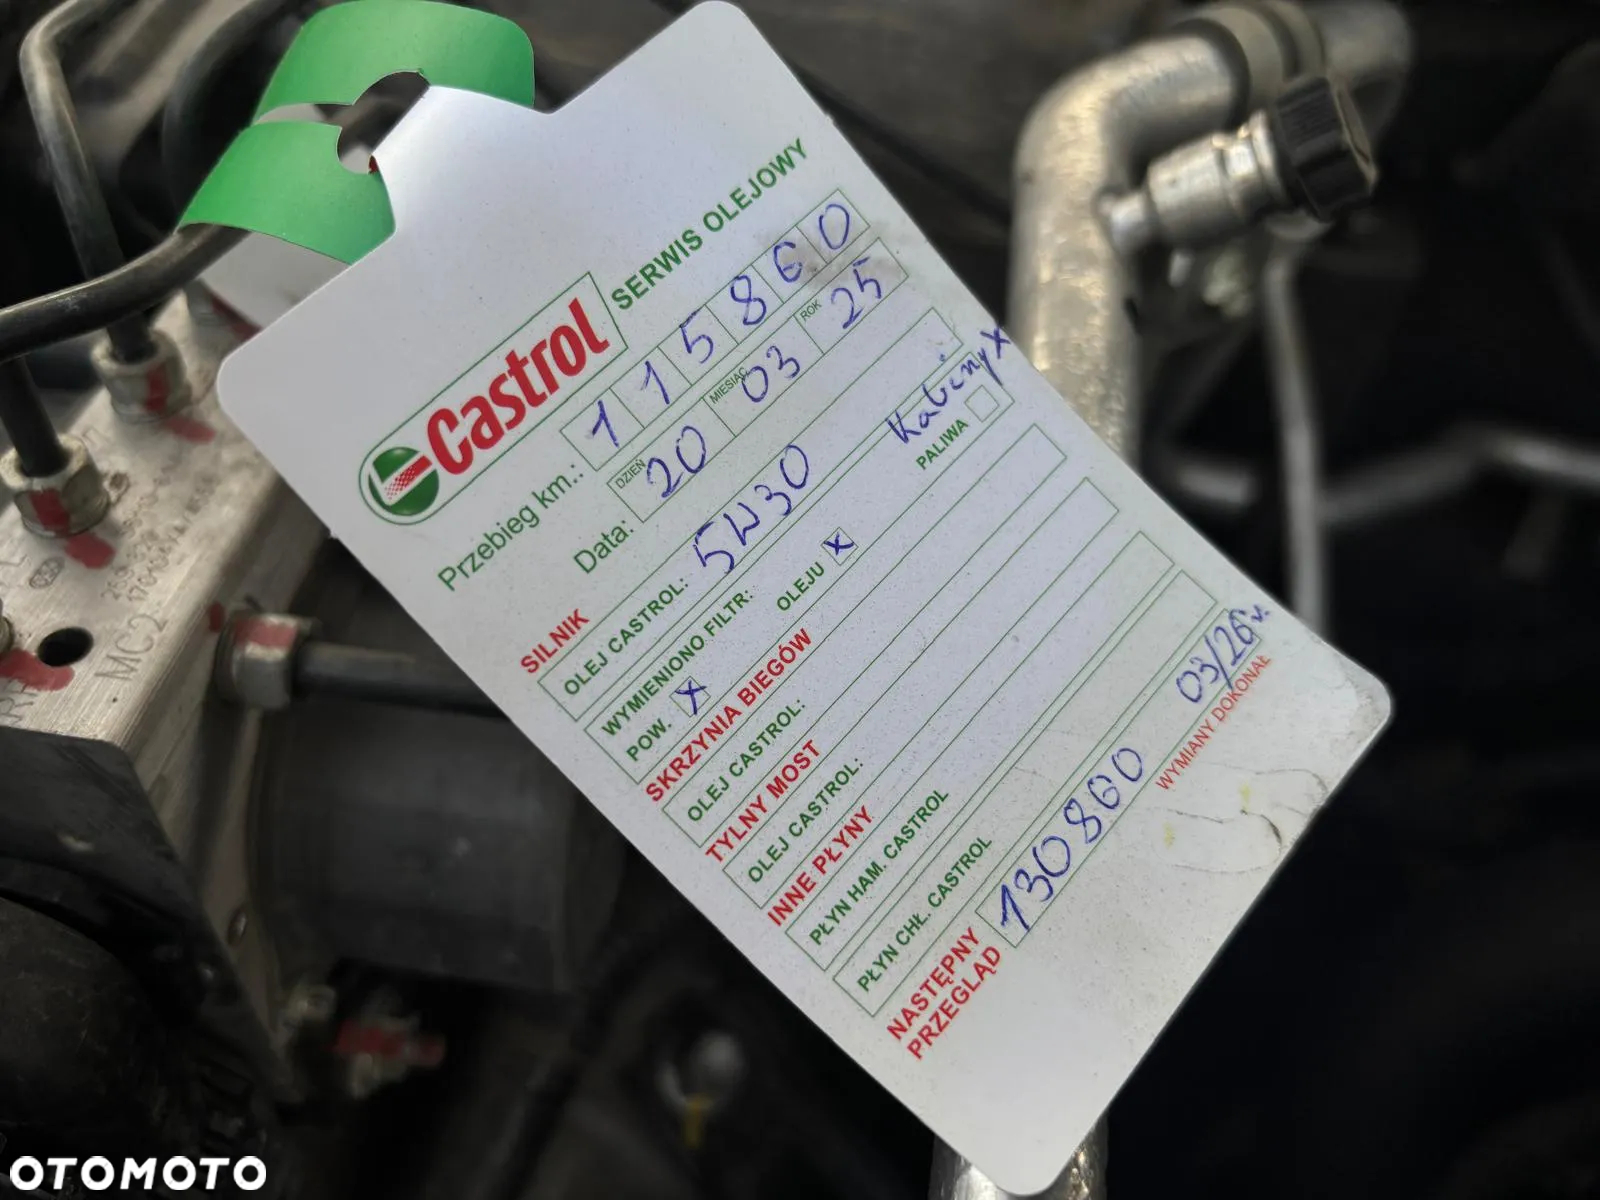 Castrol SERWIS OLEJOWY
Przebieg km.: 115860
DZIEŃ MIESIĄC ROK
Data: 20 03 25
SILNIK
OLEJ CASTROL: 5W30
WYMIENIONO FILTR: Kabiny X
POW. X OLEJU X PALIWA
SKRZYNIA BIEGÓW
OLEJ CASTROL:
TYLNY MOST
OLEJ CASTROL:
INNE PŁYNY
PŁYN HAM. CASTROL
PŁYN CHŁ. CASTROL
NASTĘPNY
PRZEGLĄD 130860 03/26r.
WYMIANY DOKONAŁ
MC2
OTOMOTO